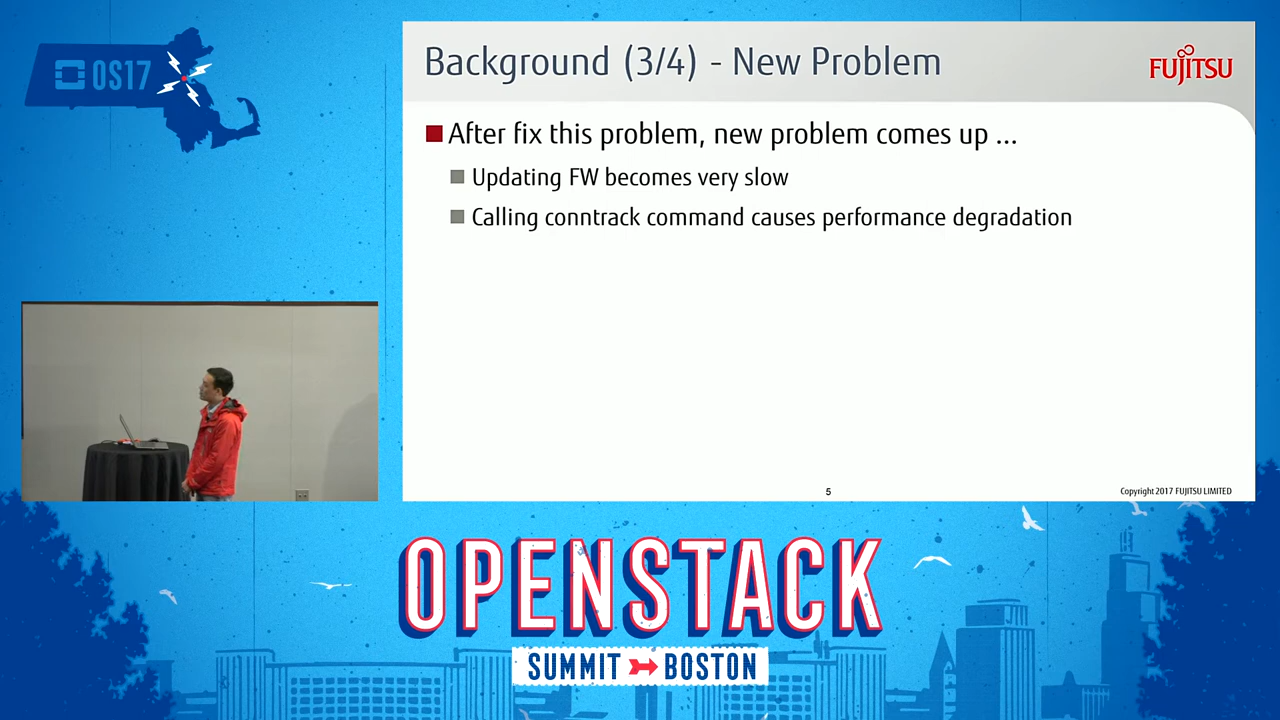 OS17
Background (3/4) - New Problem
FUJITSU
After fix this problem, new problem comes up ...
Updating FW becomes very slow
Calling conntrack command causes performance degradation
5
Copyright 2017 FUJITSU LIMITED
OPENSTACK
SUMMIT BOSTON